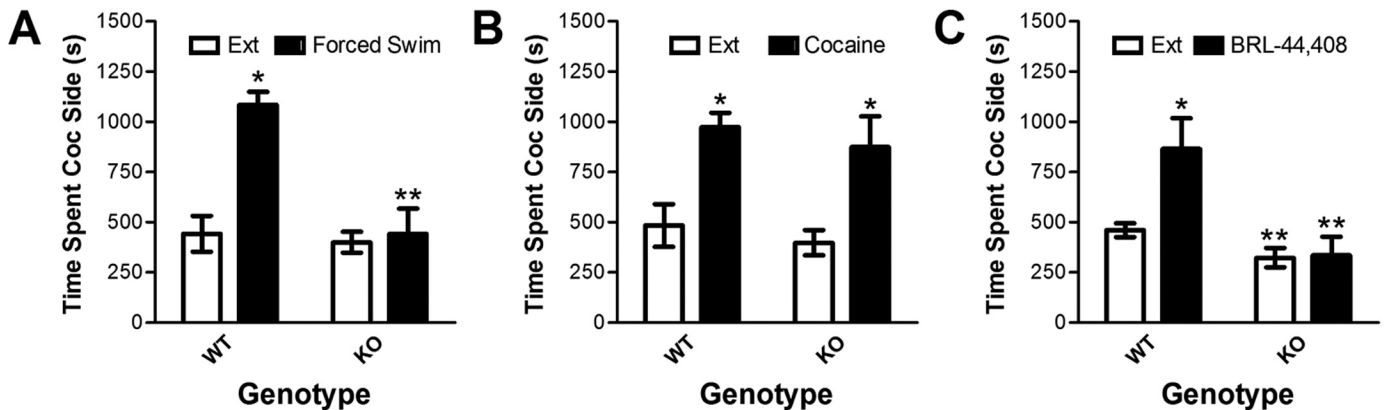 A
Time Spent Coc Side (s)
1500
1250
1000
750
500
250
0
Ext Forced Swim
*
**
WT KO
Genotype
B
Time Spent Coc Side (s)
1500
1250
1000
750
500
250
0
Ext Cocaine
*
*
WT KO
Genotype
C
Time Spent Coc Side (s)
1500
1250
1000
750
500
250
0
Ext BRL-44,408
*
** **
WT KO
Genotype